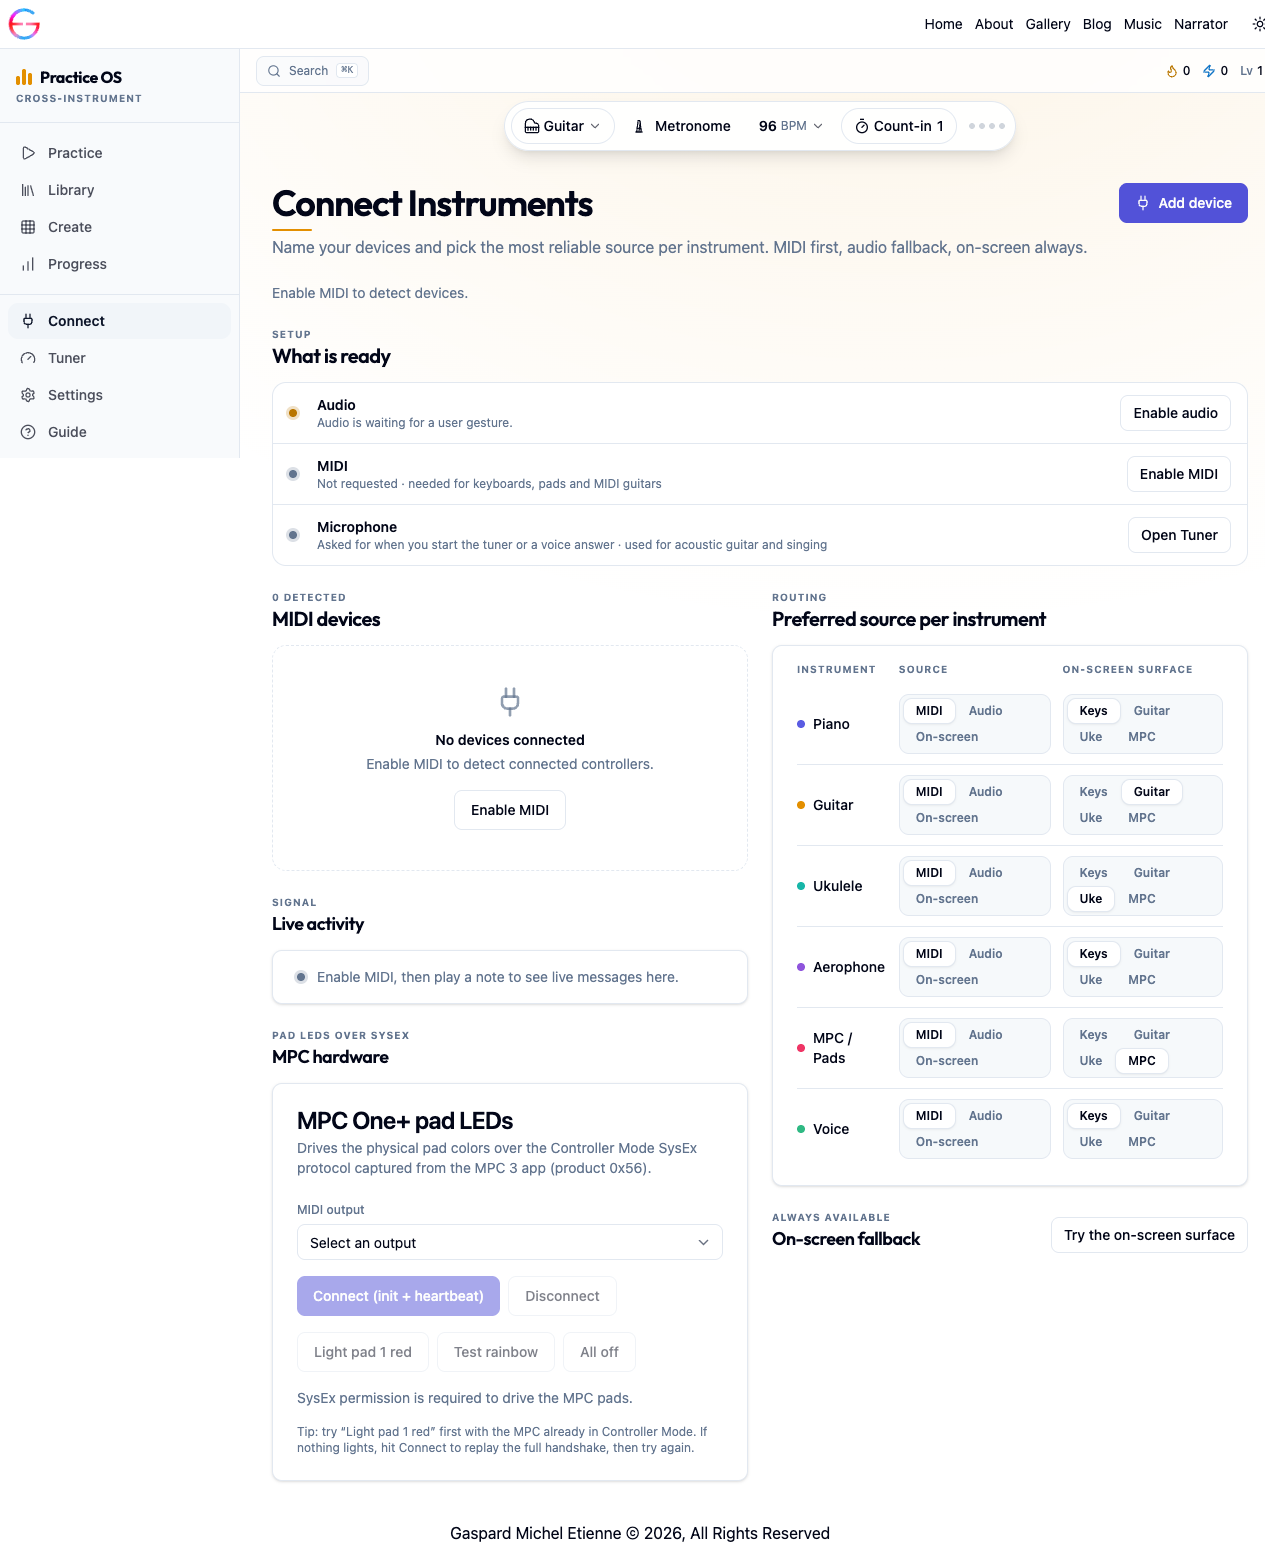 Home About Gallery Blog Music Narrator
Practice OS
CROSS-INSTRUMENT
Search ⌘K
0 0 Lv 1
Guitar Metronome 96 BPM Count-in 1
Practice
Library
Create
Progress
Connect
Tuner
Settings
Guide
Connect Instruments
Add device
Name your devices and pick the most reliable source per instrument. MIDI first, audio fallback, on-screen always.
Enable MIDI to detect devices.
SETUP
What is ready
Audio
Audio is waiting for a user gesture.
Enable audio
MIDI
Not requested · needed for keyboards, pads and MIDI guitars
Enable MIDI
Microphone
Asked for when you start the tuner or a voice answer · used for acoustic guitar and singing
Open Tuner
0 DETECTED
MIDI devices
No devices connected
Enable MIDI to detect connected controllers.
Enable MIDI
SIGNAL
Live activity
Enable MIDI, then play a note to see live messages here.
PAD LEDS OVER SYSEX
MPC hardware
MPC One+ pad LEDs
Drives the physical pad colors over the Controller Mode SysEx
protocol captured from the MPC 3 app (product 0x56).
MIDI output
Select an output
Connect (init + heartbeat) Disconnect
Light pad 1 red Test rainbow All off
SysEx permission is required to drive the MPC pads.
Tip: try “Light pad 1 red” first with the MPC already in Controller Mode. If
nothing lights, hit Connect to replay the full handshake, then try again.
ROUTING
Preferred source per instrument
INSTRUMENT SOURCE ON-SCREEN SURFACE
Piano
MIDI Audio
On-screen
Keys Guitar
Uke MPC
Guitar
MIDI Audio
On-screen
Keys Guitar
Uke MPC
Ukulele
MIDI Audio
On-screen
Keys Guitar
Uke MPC
Aerophone
MIDI Audio
On-screen
Keys Guitar
Uke MPC
MPC /
Pads
MIDI Audio
On-screen
Keys Guitar
Uke MPC
Voice
MIDI Audio
On-screen
Keys Guitar
Uke MPC
ALWAYS AVAILABLE
On-screen fallback
Try the on-screen surface
Gaspard Michel Etienne © 2026, All Rights Reserved